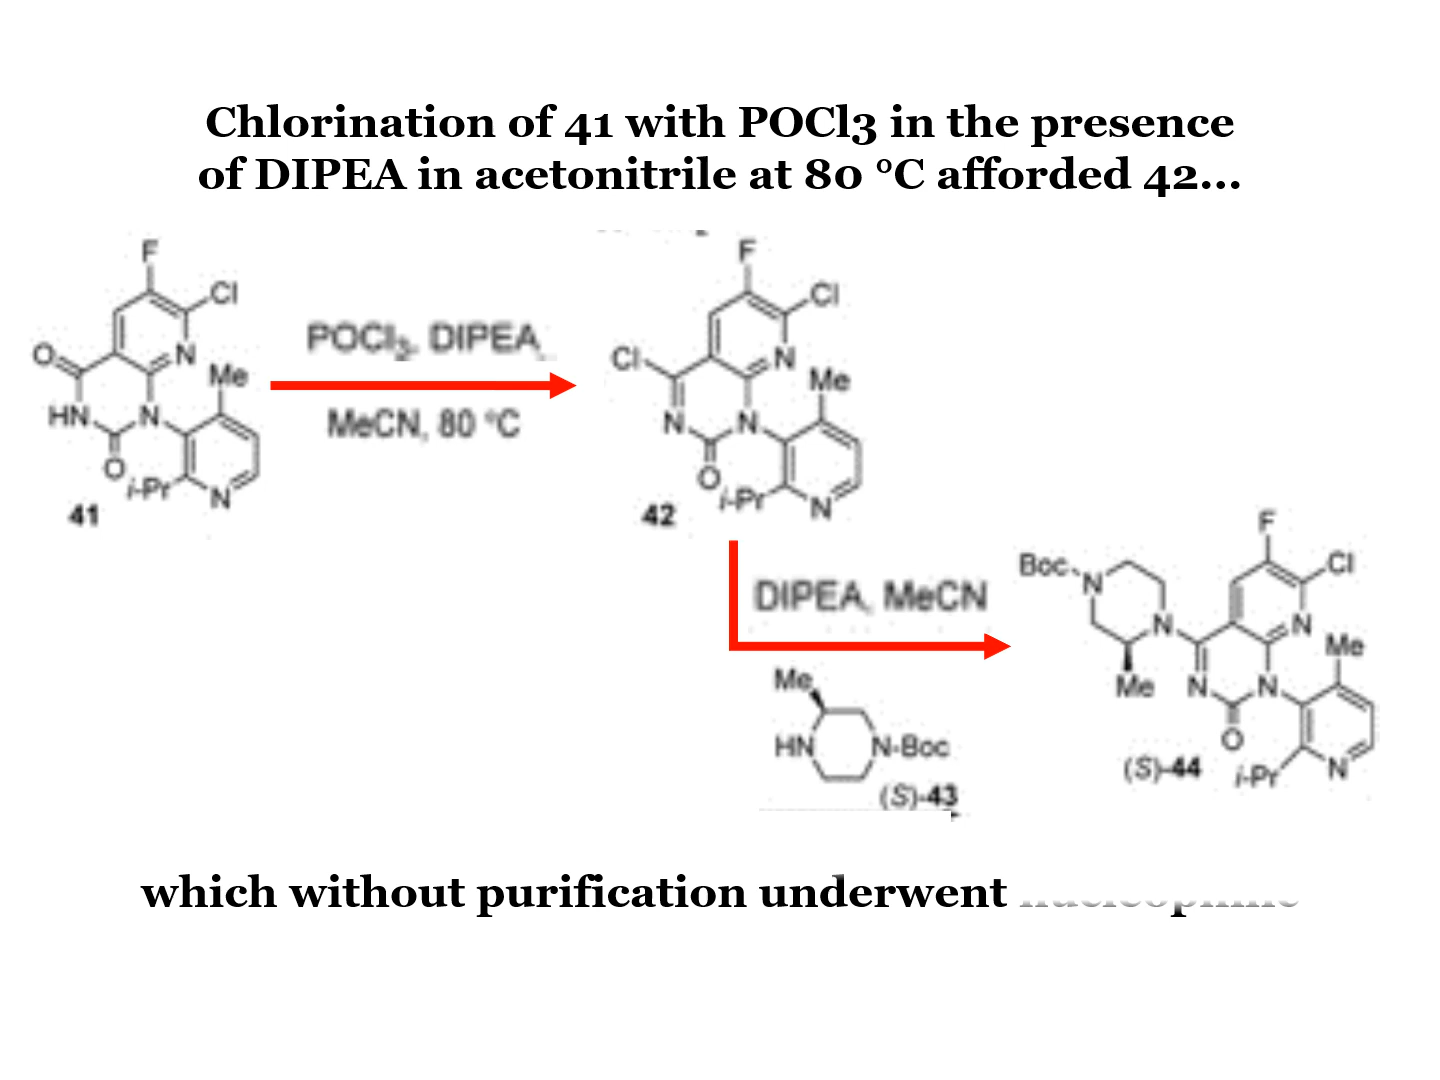 Chlorination of 41 with POCl3 in the presence
of DIPEA in acetonitrile at 80 °C afforded 42...
F
Cl
O
N
Me
HN
N
O
i-Pr
N
41
POCl3, DIPEA
MeCN, 80 °C
F
Cl
Cl
N
Me
N
N
O
i-Pr
N
42
DIPEA, MeCN
Me
HN
N-Boc
(S)-43
F
Cl
Boc
N
N
N
Me
Me
N
N
O
i-Pr
N
(S)-44
which without purification underwent